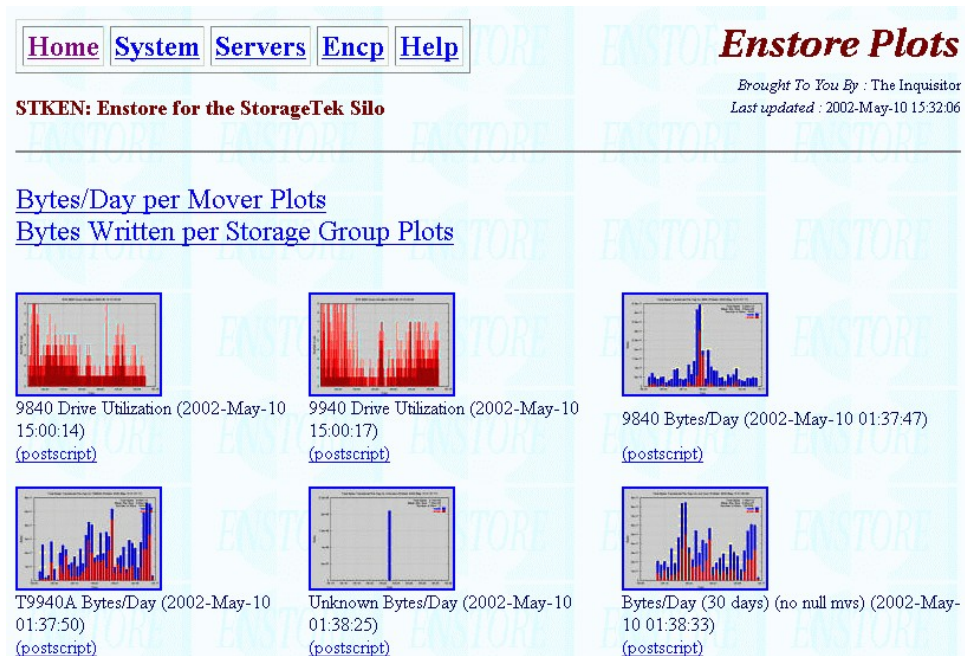 Home System Servers Encp Help
Enstore Plots
Brought To You By : The Inquisitor
Last updated : 2002-May-10 15:32:06
STKEN: Enstore for the StorageTek Silo
Bytes/Day per Mover Plots
Bytes Written per Storage Group Plots
9840 Drive Utilization (2002-May-10
15:00:14)
(postscript)
9940 Drive Utilization (2002-May-10
15:00:17)
(postscript)
9840 Bytes/Day (2002-May-10 01:37:47)
(postscript)
T9940A Bytes/Day (2002-May-10
01:37:50)
(postscript)
Unknown Bytes/Day (2002-May-10
01:38:25)
(postscript)
Bytes/Day (30 days) (no null mvs) (2002-May-
10 01:38:33)
(postscript)